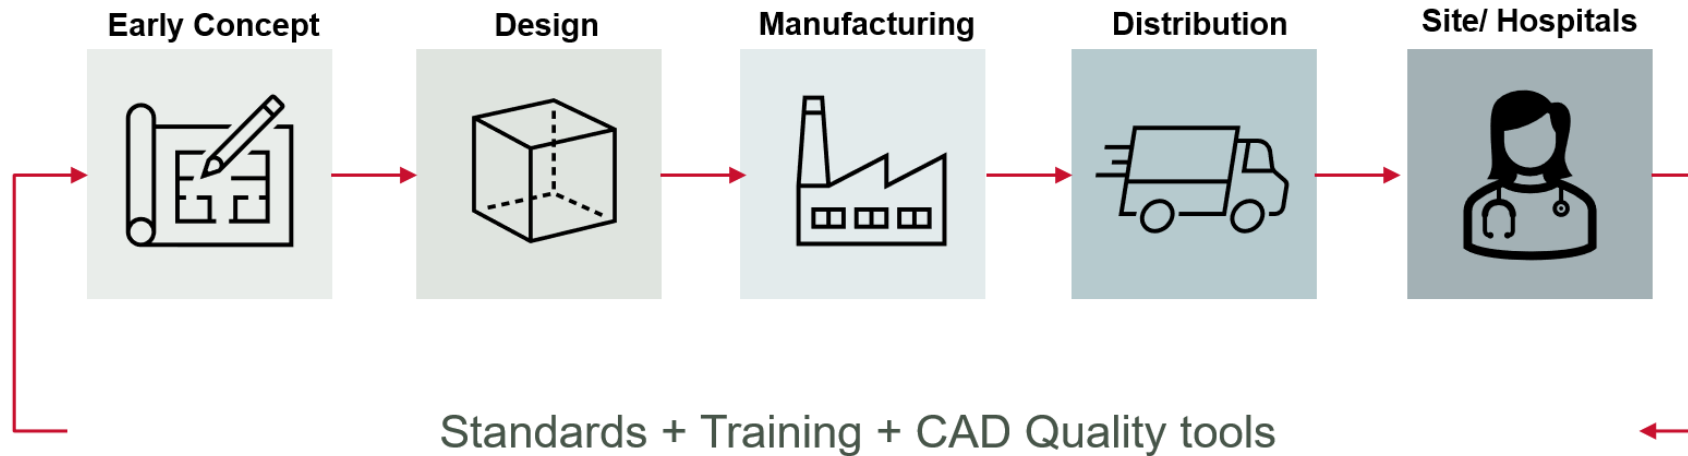 Early Concept
Design
Manufacturing
Distribution
Site/ Hospitals
Standards + Training + CAD Quality tools